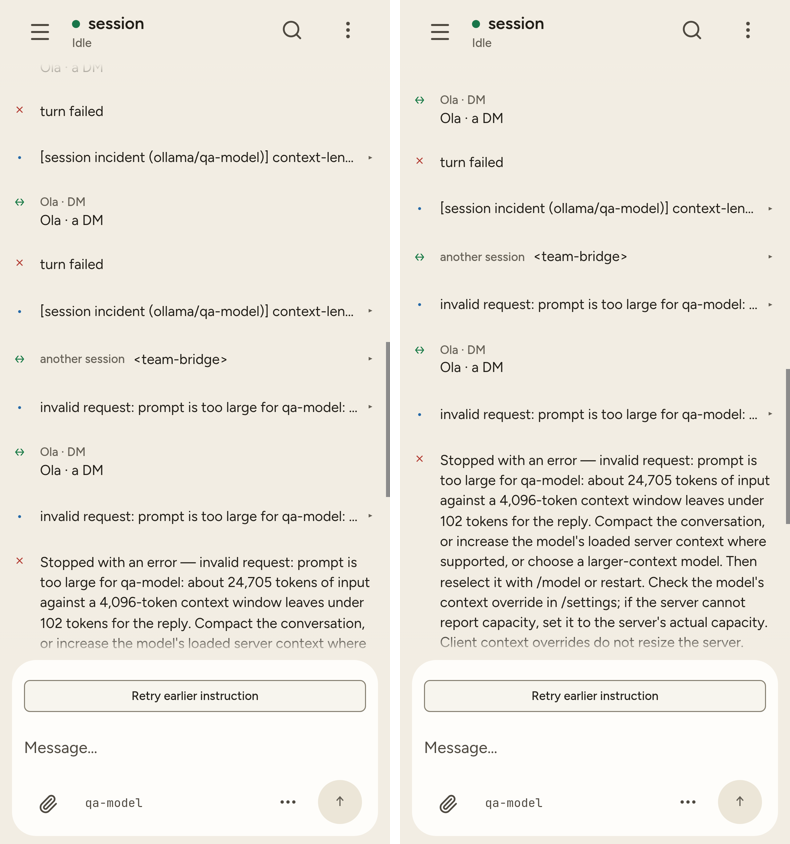 session
Idle
Ola · a DM
turn failed
[session incident (ollama/qa-model)] context-len...
Ola · DM
Ola · a DM
turn failed
[session incident (ollama/qa-model)] context-len...
another session <team-bridge>
invalid request: prompt is too large for qa-model: ...
Ola · DM
Ola · a DM
invalid request: prompt is too large for qa-model: ...
Stopped with an error — invalid request: prompt is
too large for qa-model: about 24,705 tokens of input
against a 4,096-token context window leaves under
102 tokens for the reply. Compact the conversation,
or increase the model's loaded server context where
Retry earlier instruction
Message...
qa-model
session
Idle
Ola · DM
Ola · a DM
turn failed
[session incident (ollama/qa-model)] context-len...
another session <team-bridge>
invalid request: prompt is too large for qa-model: ...
Ola · DM
Ola · a DM
invalid request: prompt is too large for qa-model: ...
Stopped with an error — invalid request: prompt is
too large for qa-model: about 24,705 tokens of input
against a 4,096-token context window leaves under
102 tokens for the reply. Compact the conversation,
or increase the model's loaded server context where
supported, or choose a larger-context model. Then
reselect it with /model or restart. Check the model's
context override in /settings; if the server cannot
report capacity, set it to the server's actual capacity.
Client context overrides do not resize the server.
Retry earlier instruction
Message...
qa-model